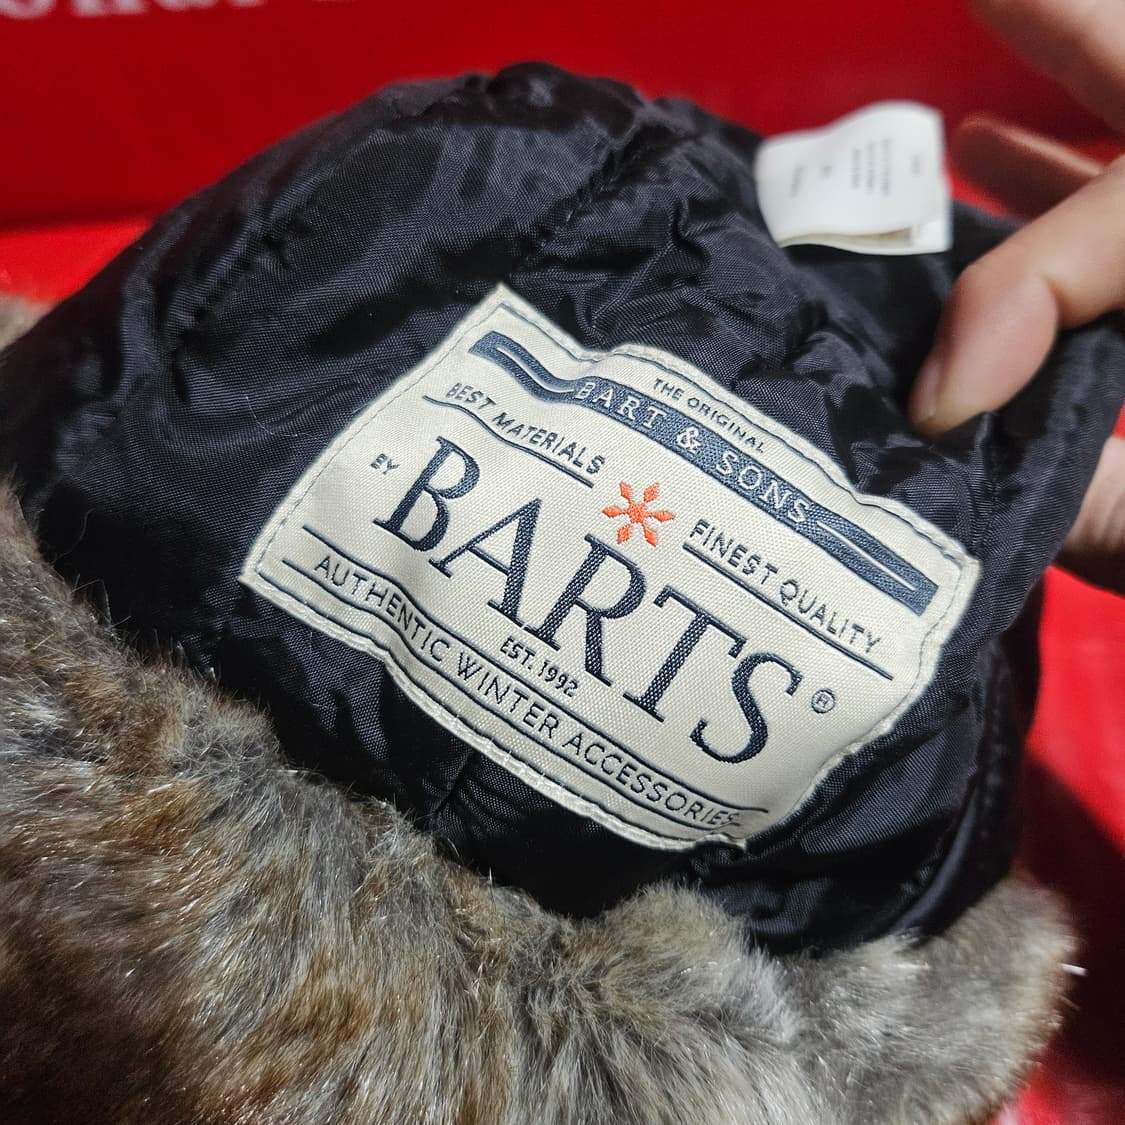 THE ORIGINAL
BART & SONS
BEST MATERIALS
FINEST QUALITY
BY
BARTS®
EST. 1992
AUTHENTIC WINTER ACCESSORIES